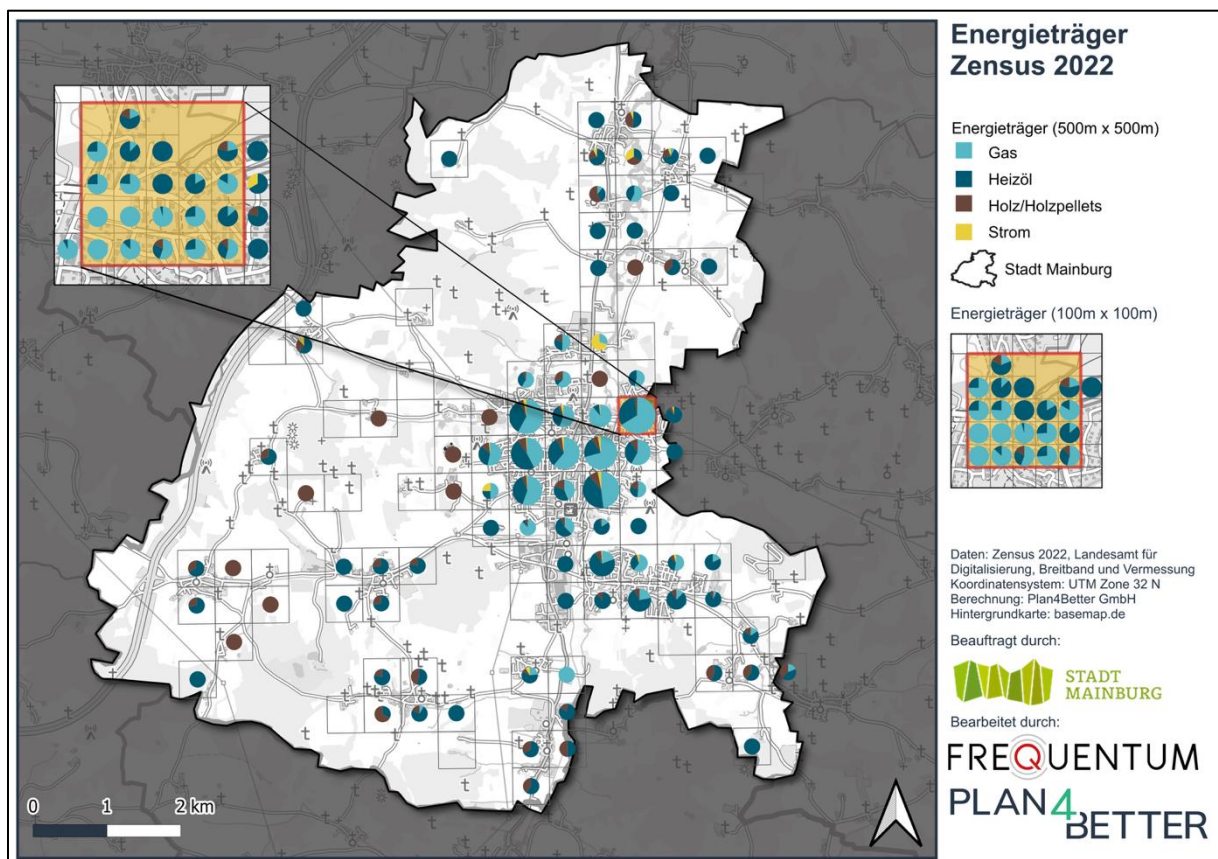 Energieträger
Zensus 2022
Energieträger (500m x 500m)
Gas
Heizöl
Holz/Holzpellets
Strom
Stadt Mainburg
Energieträger (100m x 100m)
Daten: Zensus 2022, Landesamt für
Digitalisierung, Breitband und Vermessung
Koordinatensystem: UTM Zone 32 N
Berechnung: Plan4Better GmbH
Hintergrundkarte: basemap.de
Beauftragt durch:
STADT
MAINBURG
Bearbeitet durch:
FREQUENTUM
PLAN4
BETTER
0 1 2 km